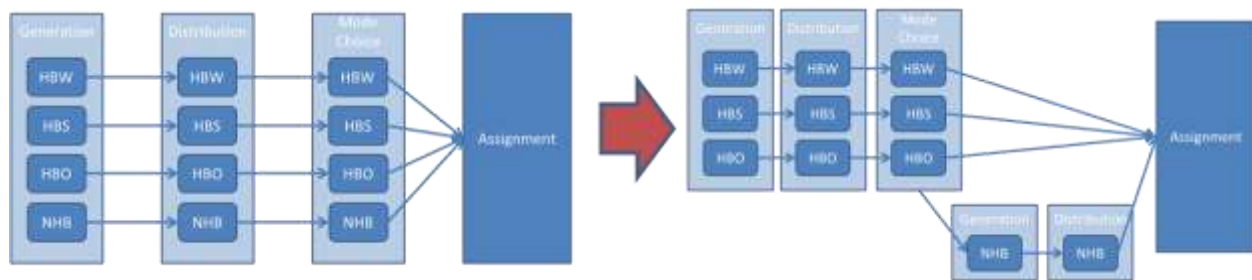 Generation
HBW
HBS
HBO
NHB
Distribution
HBW
HBS
HBO
NHB
Mode
Choice
HBW
HBS
HBO
NHB
Assignment
Generation
HBW
HBS
HBO
Distribution
HBW
HBS
HBO
Mode
Choice
HBW
HBS
HBO
Generation
NHB
Distribution
NHB
Assignment